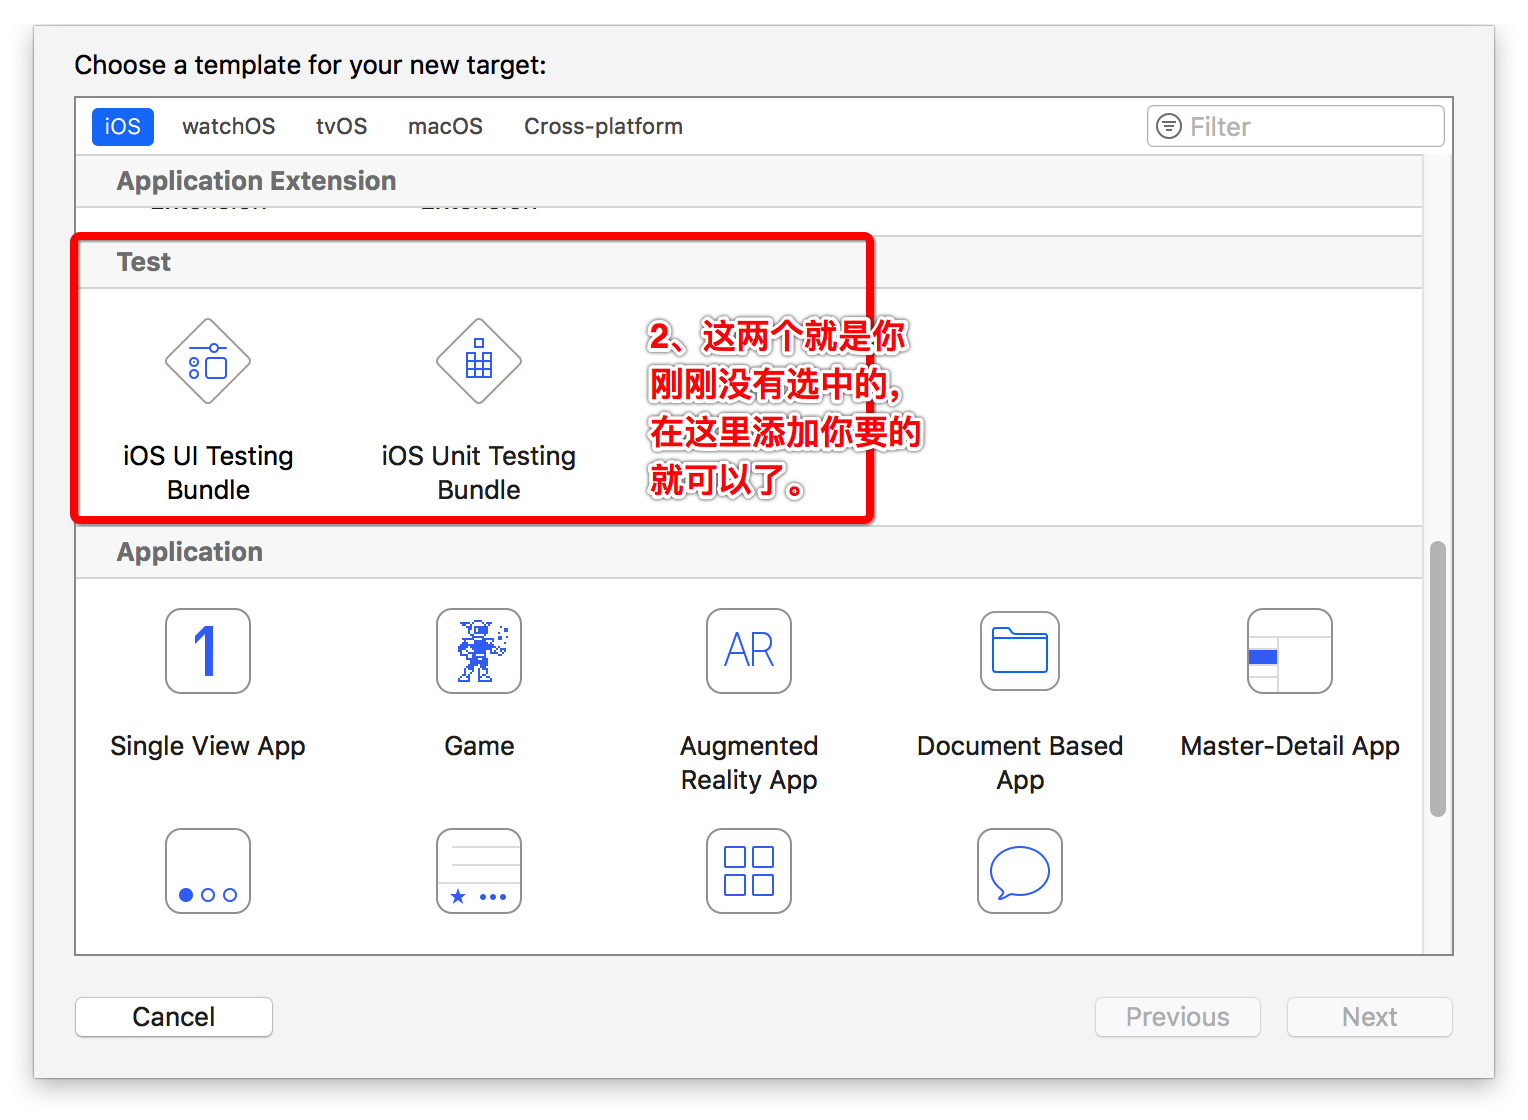 Choose a template for your new target:
iOS watchOS tvOS macOS Cross-platform Filter
Application Extension
Test
2、这两个就是你
刚刚没有选中的，
在这里添加你要的
就可以了。
iOS UI Testing
Bundle
iOS Unit Testing
Bundle
Application
1
AR
Single View App
Game
Augmented
Reality App
Document Based
App
Master-Detail App
Cancel
Previous
Next